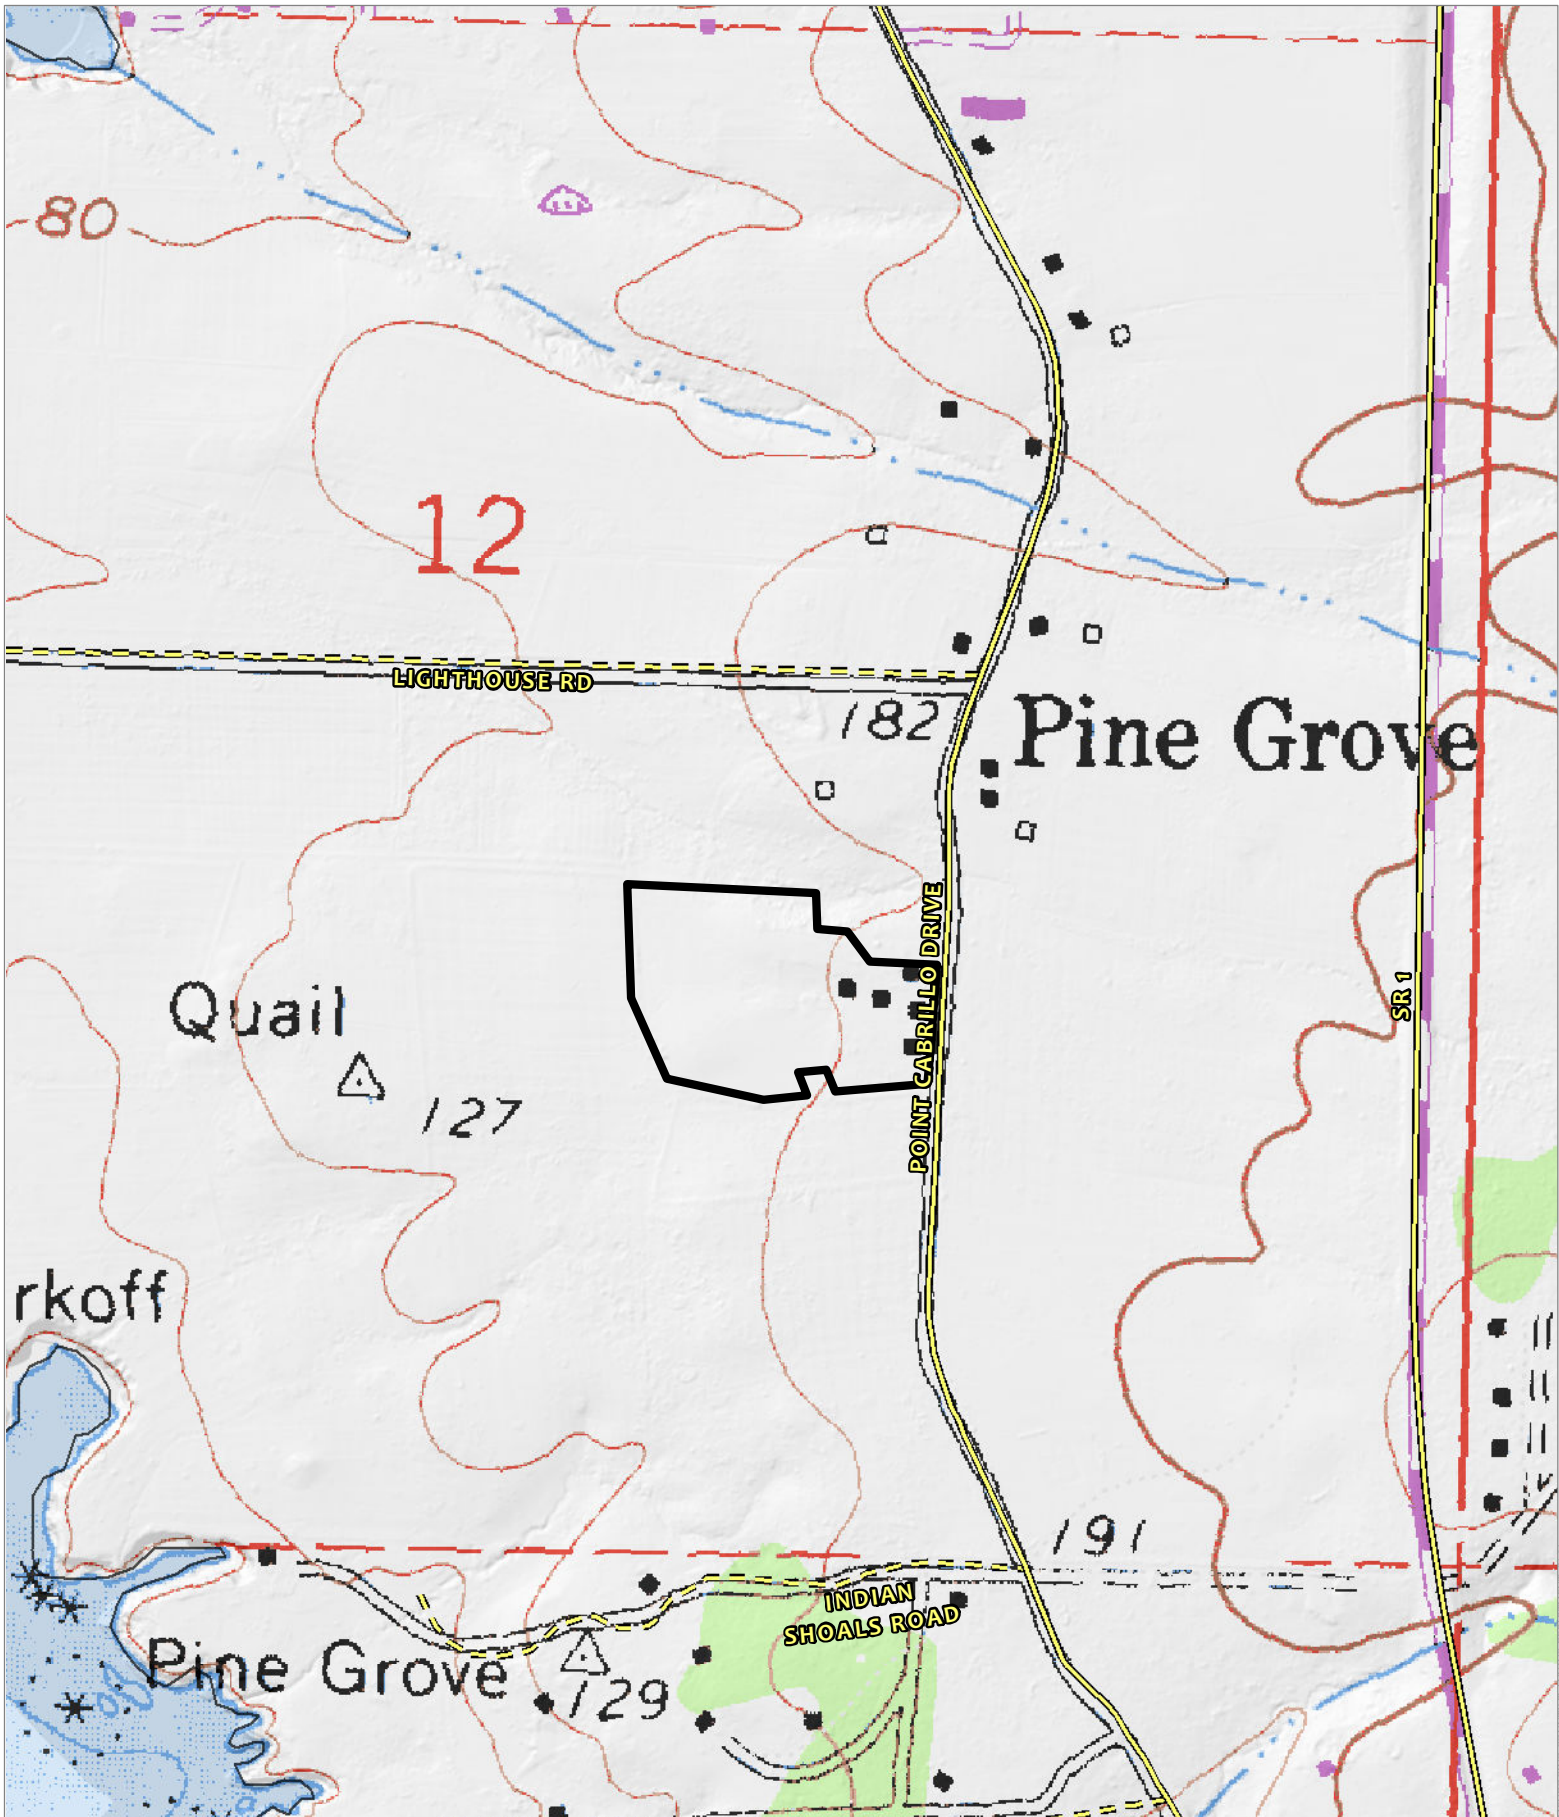 80
12
LIGHTHOUSE RD
182
Pine Grove
POINT CABRILLO DRIVE
SR 1
Quail
127
rkoff
191
INDIAN
SHOALS ROAD
Pine Grove
129